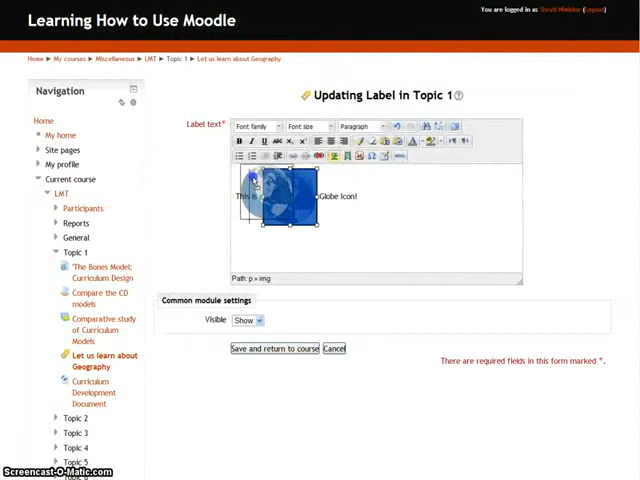 Learning How to Use Moodle
You are logged in as Shruti Nimbkar (Logout)
Home ► My courses ► Miscellaneous ► LMT ► Topic 1 ► Let us learn about Geography
Navigation
Home
My home
Site pages
My profile
Current course
LMT
Participants
Reports
General
Topic 1
'The Bones Model: Curriculum Design
Compare the CD models
Comparative study of Curriculum Models
Let us learn about Geography
Curriculum Development Document
Topic 2
Topic 3
Topic 4
Topic 5
Updating Label in Topic 1
Label text*
Font family
Font size
Paragraph
This is
Globe Icon!
Path: p » img
Common module settings
Visible
Show
Save and return to course
Cancel
There are required fields in this form marked *.
Screencast-O-Matic.com